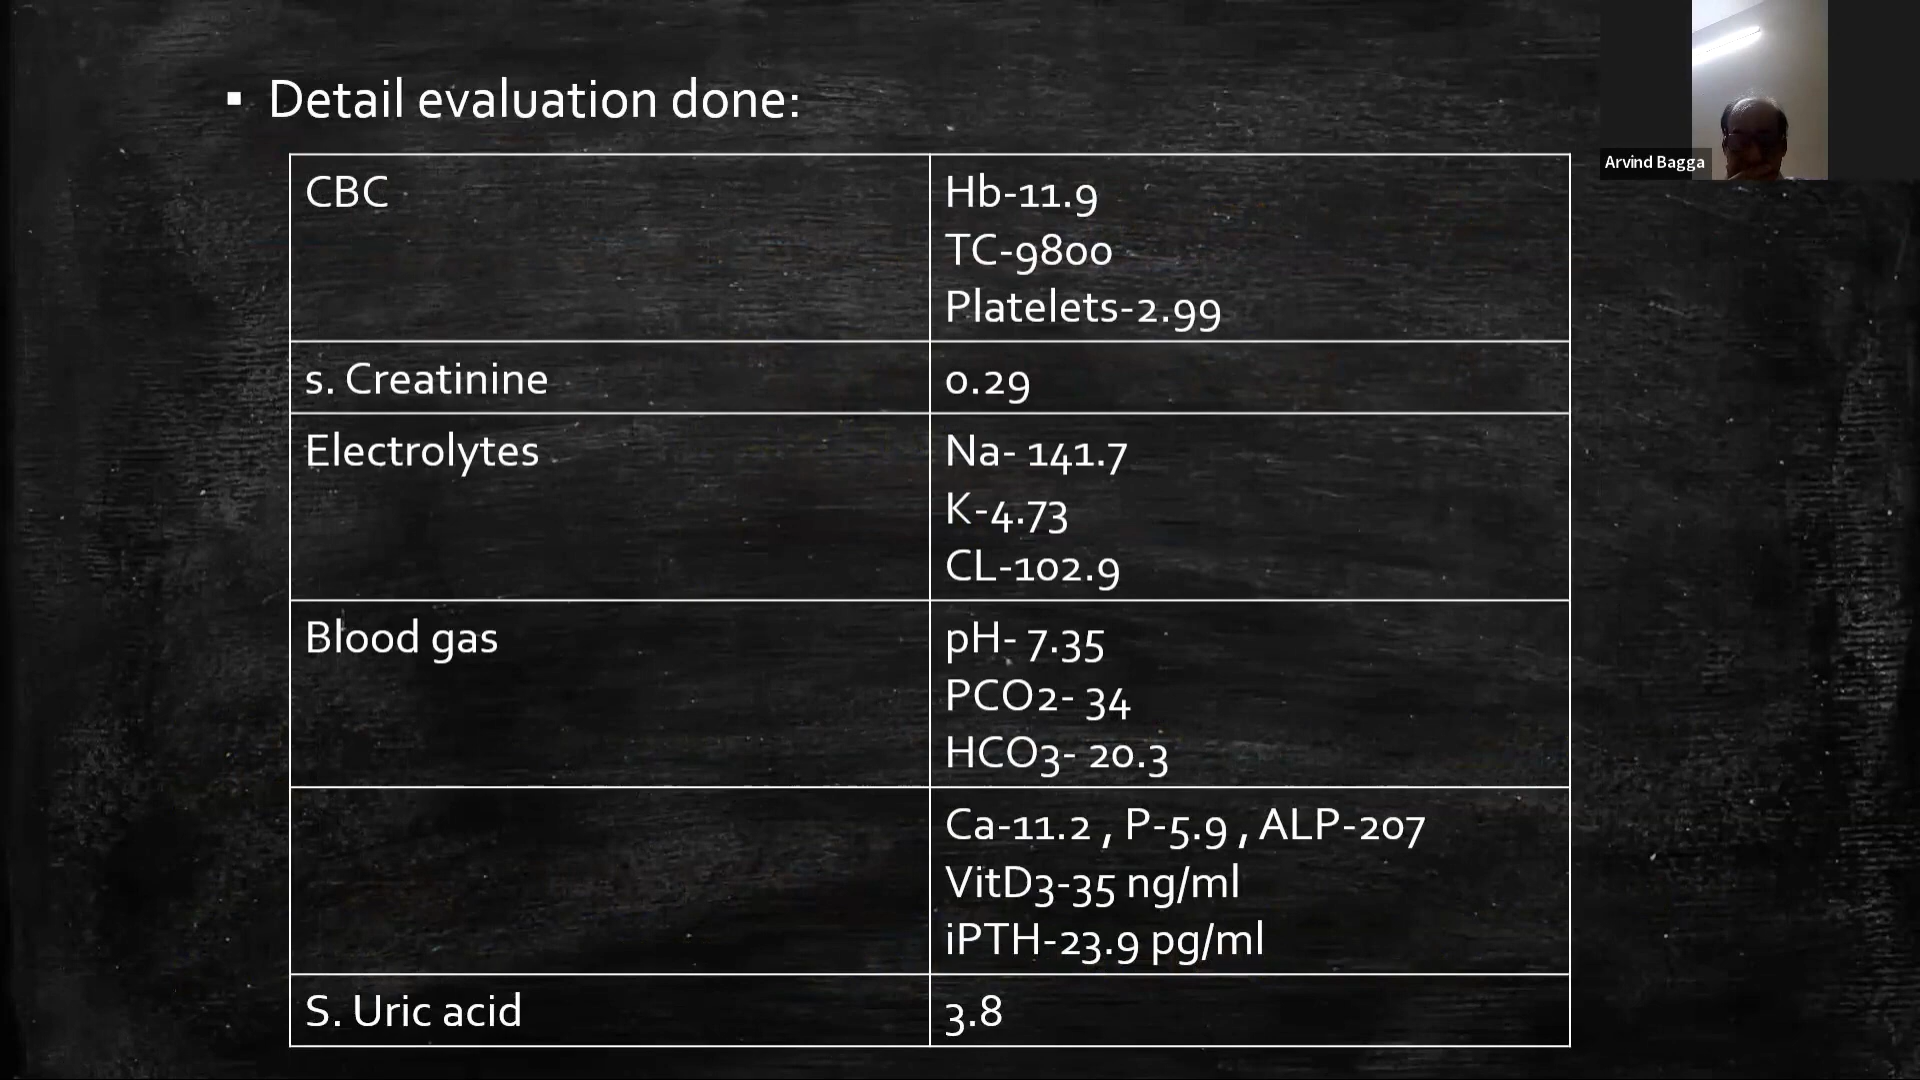 ▪ Detail evaluation done:
CBC
Hb-11.9
TC-9800
Platelets-2.99
s. Creatinine
0.29
Electrolytes
Na- 141.7
K-4.73
CL-102.9
Blood gas
pH- 7.35
PCO2- 34
HCO3- 20.3
Ca-11.2 , P-5.9 , ALP-207
VitD3-35 ng/ml
iPTH-23.9 pg/ml
S. Uric acid
3.8
Arvind Bagga